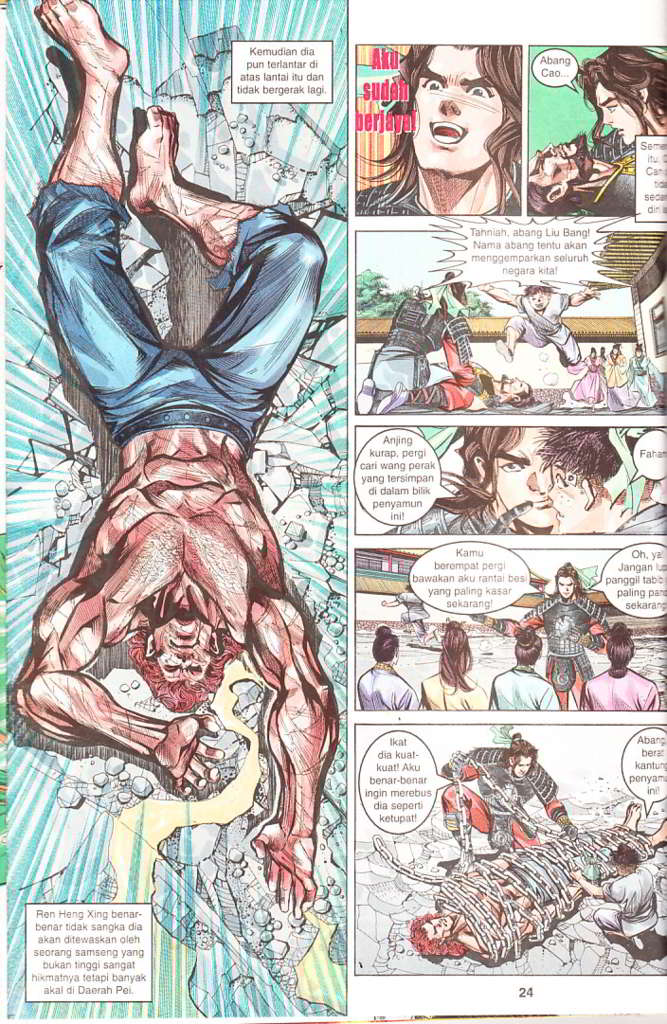 Kemudian dia
pun terlantar di
atas lantai itu dan
tidak bergerak lagi.
Ren Heng Xing benar-
benar tidak sangka dia
akan ditewaskan oleh
seorang samseng yang
bukan tinggi sangat
hikmatnya tetapi banyak
akal di Daerah Pei.
Aku
sudah
berjaya!
Abang
Cao...
itu.
Tahniah, abang Liu Bang!
Nama abang tentu akan
menggemparkan seluruh
negara kita!
Anjing
kurap, pergi
cari wang perak
yang tersimpan
di dalam bilik
penyamun
ini!
Kamu
berempat pergi
bawakan aku rantai besi
yang paling kasar
sekarang!
Oh, ya
Jangan
panggil
paling
sekarang
Ikat
dia kuat-
kuat! Aku
benar-benar
ingin merebus
dia seperti
ketupat!
Abang
penyamu
ini!
24